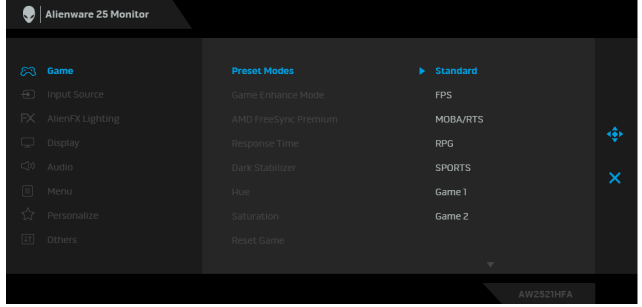 Alienware 25 Monitor
Game
Input Source
AlienFX Lighting
Display
Audio
Menu
Personalize
Others
Preset Modes
Game Enhance Mode
AMD FreeSync Premium
Response Time
Dark Stabilizer
Hue
Saturation
Reset Game
Standard
FPS
MOBA/RTS
RPG
SPORTS
Game 1
Game 2
AW2521HFA